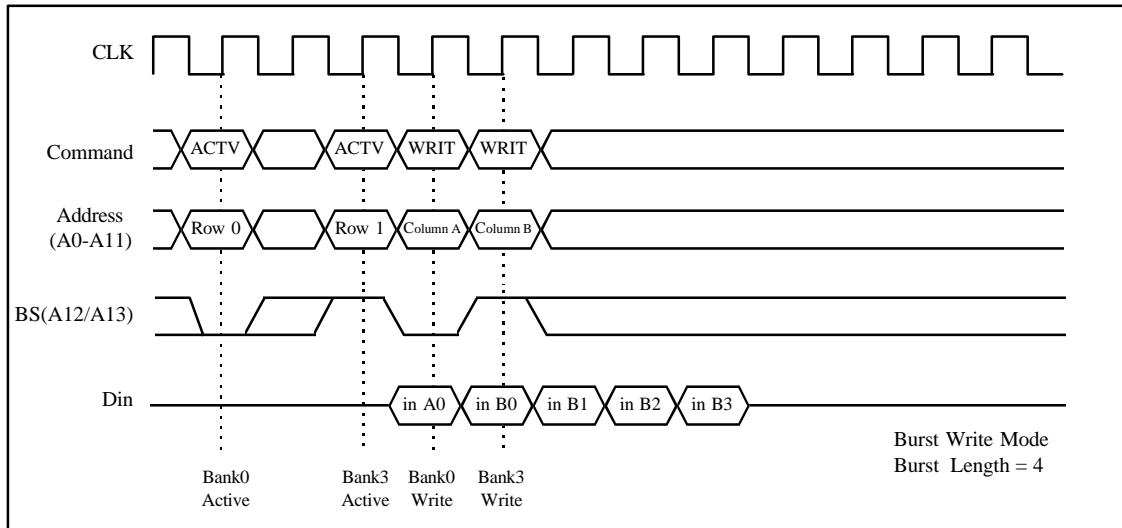 CLK
Command ACTV ACTV WRIT WRIT
Address
(A0-A11)
Row 0 Row 1 Column A Column B
BS(A12/A13)
Din in A0 in B0 in B1 in B2 in B3
Burst Write Mode
Burst Length = 4
Bank0 Bank3 Bank0 Bank3
Active Active Write Write